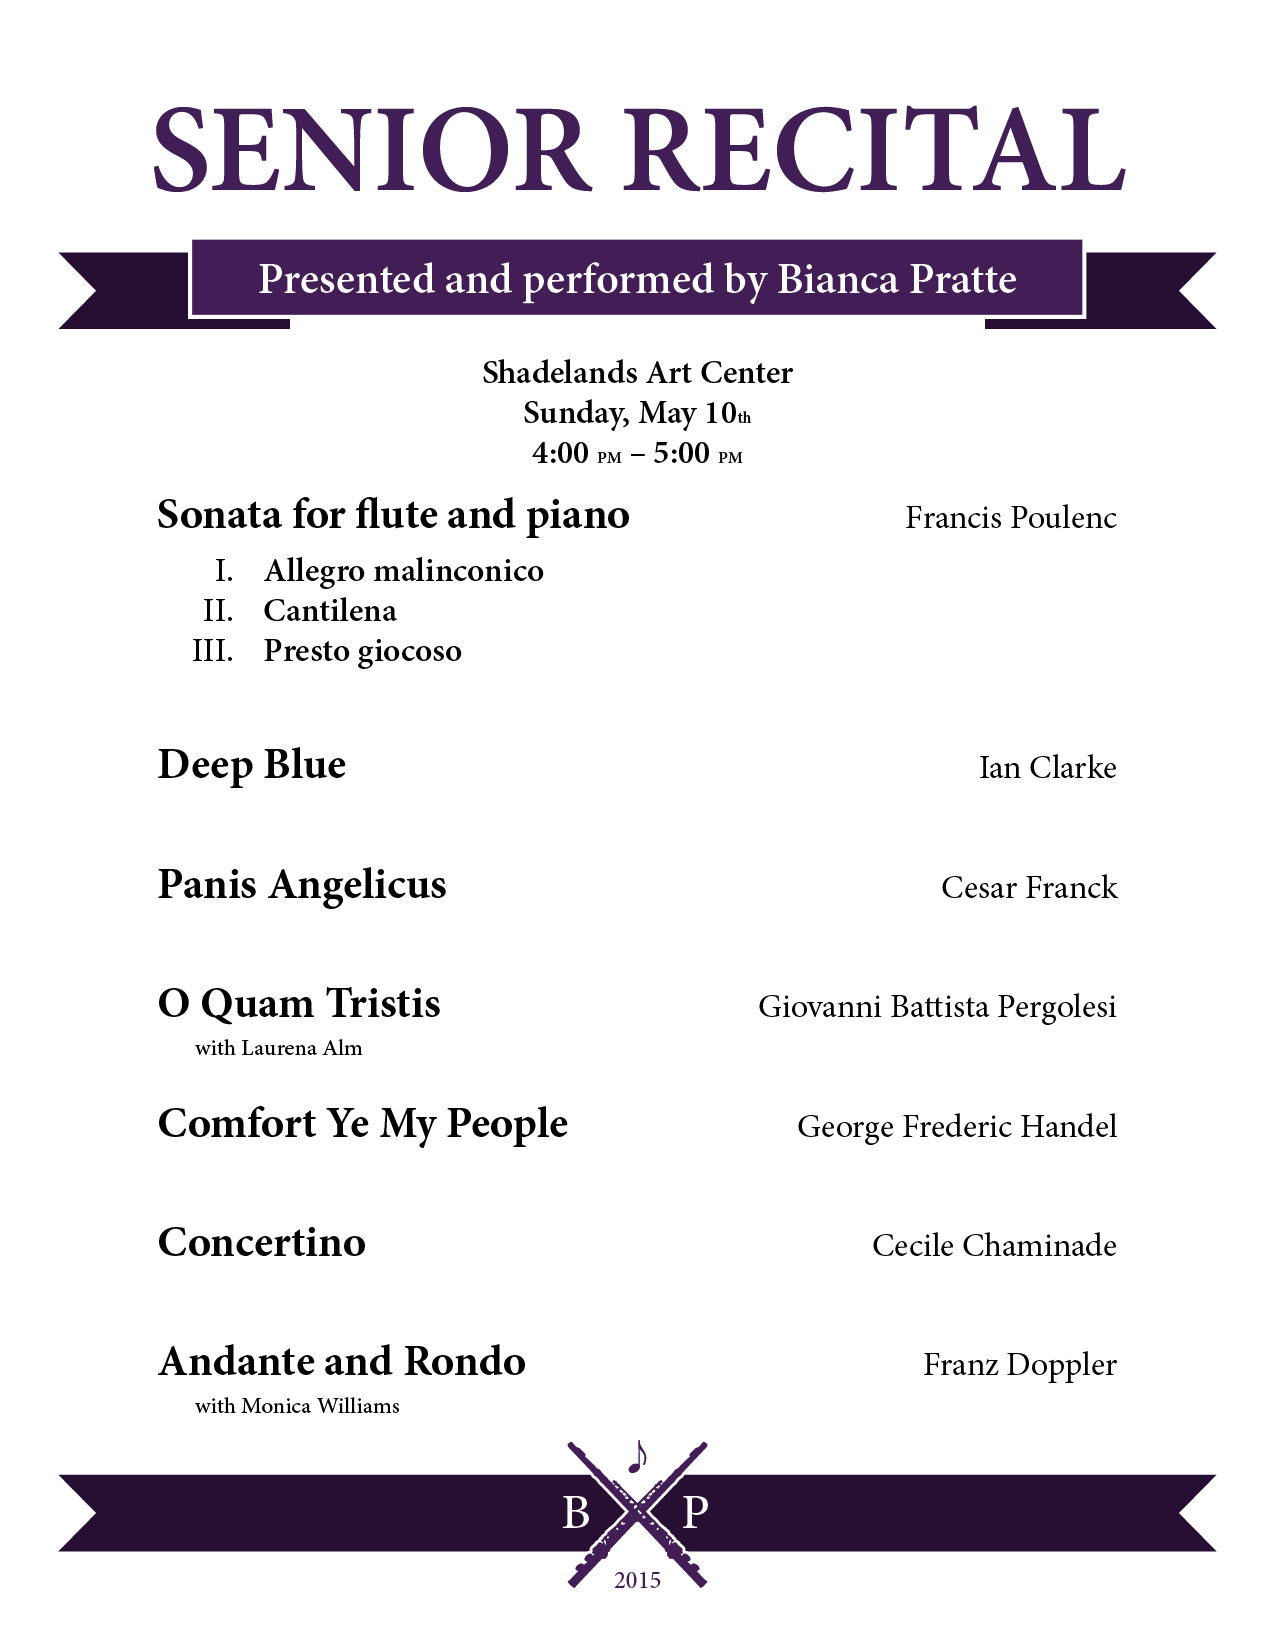 SENIOR RECITAL
Presented and performed by Bianca Pratte
Shadelands Art Center
Sunday, May 10th
4:00 PM – 5:00 PM
Sonata for flute and piano Francis Poulenc
I. Allegro malinconico
II. Cantilena
III. Presto giocoso
Deep Blue Ian Clarke
Panis Angelicus Cesar Franck
O Quam Tristis Giovanni Battista Pergolesi
with Laurena Alm
Comfort Ye My People George Frederic Handel
Concertino Cecile Chaminade
Andante and Rondo Franz Doppler
with Monica Williams
B P
2015